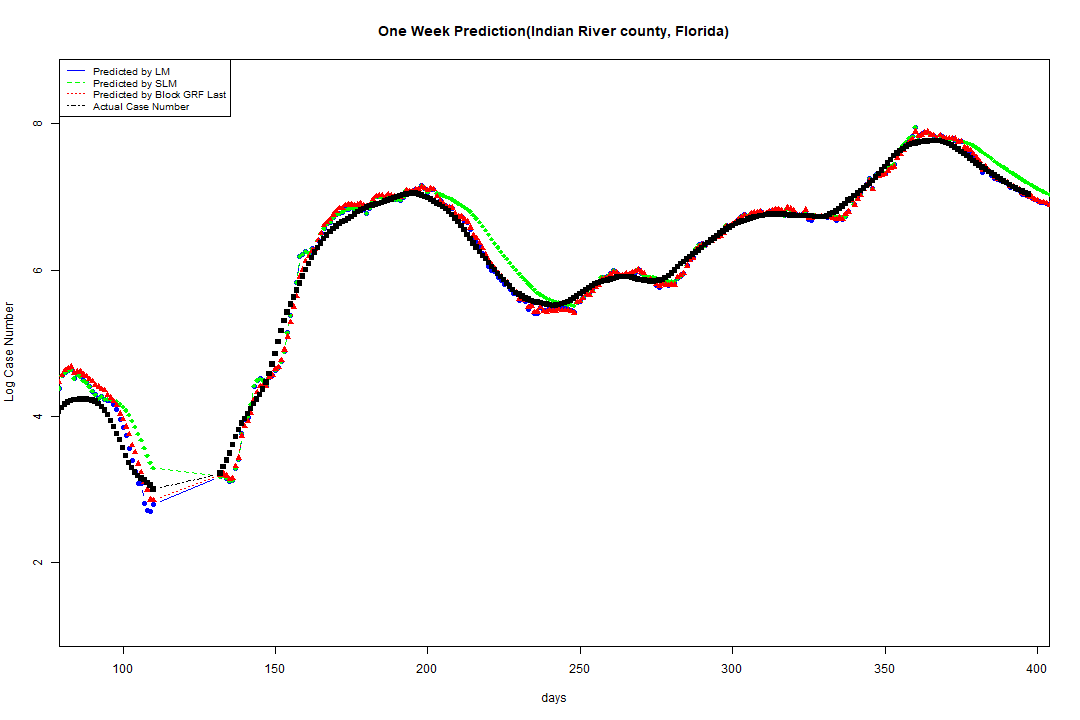 One Week Prediction(Indian River county, Florida)
Predicted by LM
Predicted by SLM
Predicted by Block GRF Last
Actual Case Number
8
6
4
2
Log Case Number
100 150 200 250 300 350 400
days